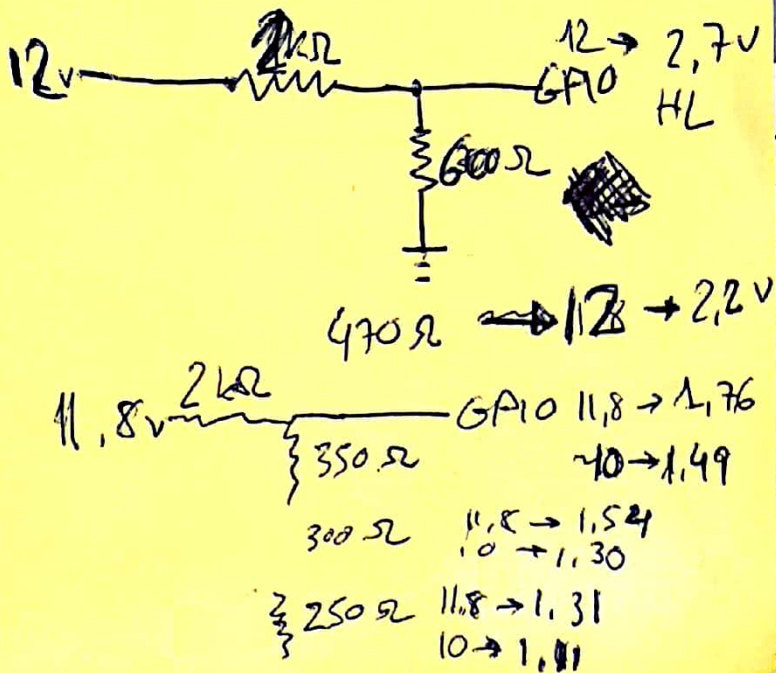 2kΩ
12 → 2,7V
12v
GPIO
HL
600Ω
470Ω → 12 → 2,2V
2kΩ
11,8v
GPIO 11,8 → 1,76
350Ω
~10 → 1,49
300Ω 11,8 → 1,54
10 → 1,30
250Ω 11,8 → 1,31
10 → 1,11